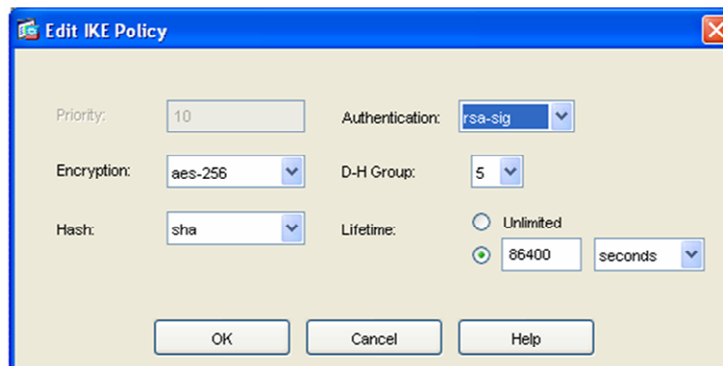 Edit IKE Policy
Priority: 10 Authentication: rsa-sig
Encryption: aes-256 D-H Group: 5
Hash: sha Lifetime: Unlimited
86400 seconds
OK Cancel Help